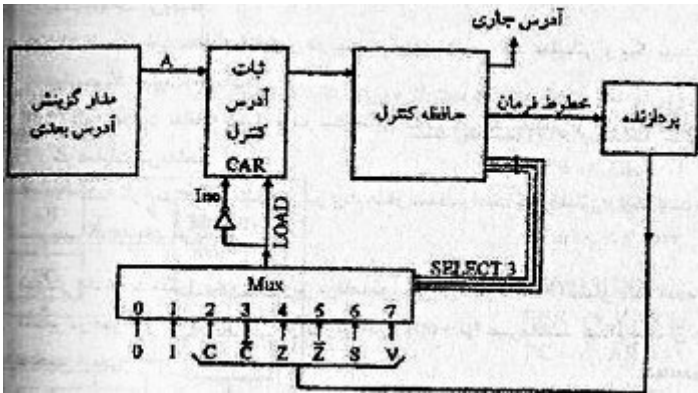 آدرس جاری
مدار گزینش
آدرس بعدی
A
ثبات
آدرس
کنترل
CAR
حافظه کنترل
خطوط فرمان
پردازنده
Inc
LOAD
SELECT 3
Mux
0 1 2 3 4 5 6 7
0 1 C C̅ Z Z̅ S V